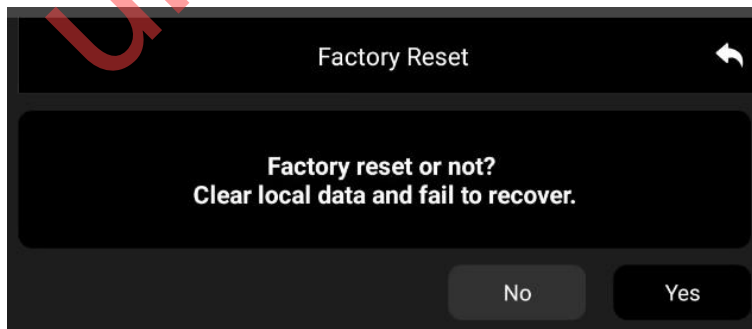 Factory Reset
Factory reset or not?
Clear local data and fail to recover.
No
Yes